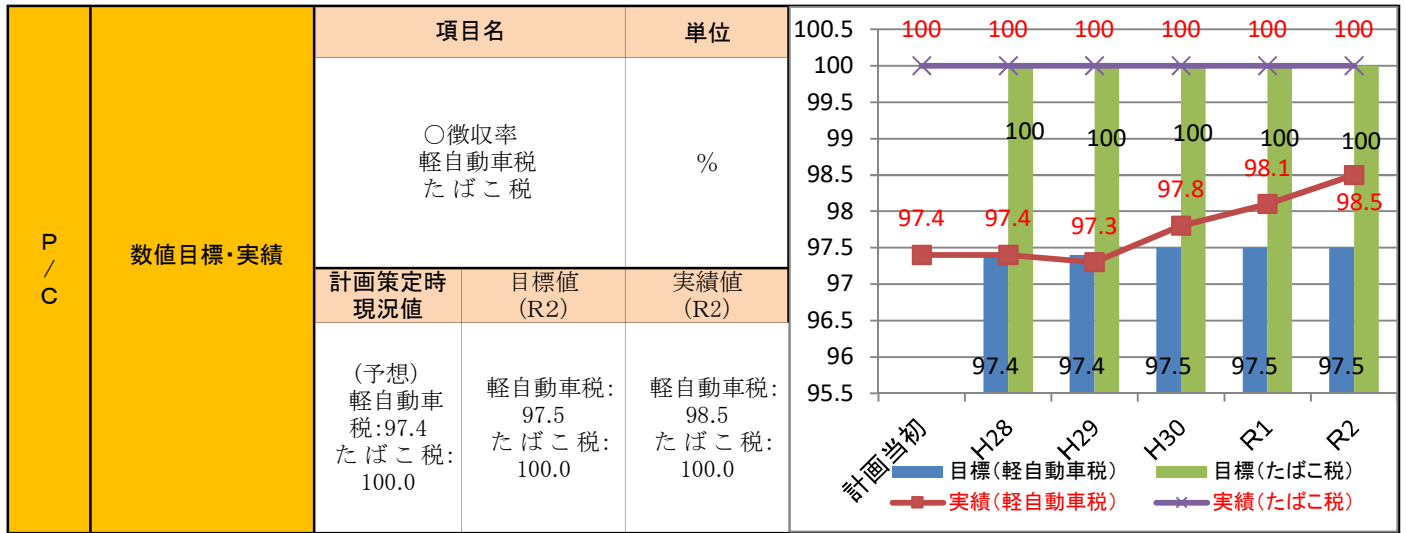 P
/
C
数値目標・実績
項目名
単位
○徴収率
軽自動車税
たばこ税
%
計画策定時
現況値
目標値
(R2)
実績値
(R2)
(予想)
軽自動車
税:97.4
たばこ税:
100.0
軽自動車税:
97.5
たばこ税:
100.0
軽自動車税:
98.5
たばこ税:
100.0
100.5
100
99.5
99
98.5
98
97.5
97
96.5
96
95.5
100 100 100 100 100 100
100 100 100 100 100
97.4 97.4 97.3 97.8 98.1 98.5
97.4 97.4 97.5 97.5 97.5
計画当初 H28 H29 H30 R1 R2
目標(軽自動車税) 目標(たばこ税)
実績(軽自動車税) 実績(たばこ税)